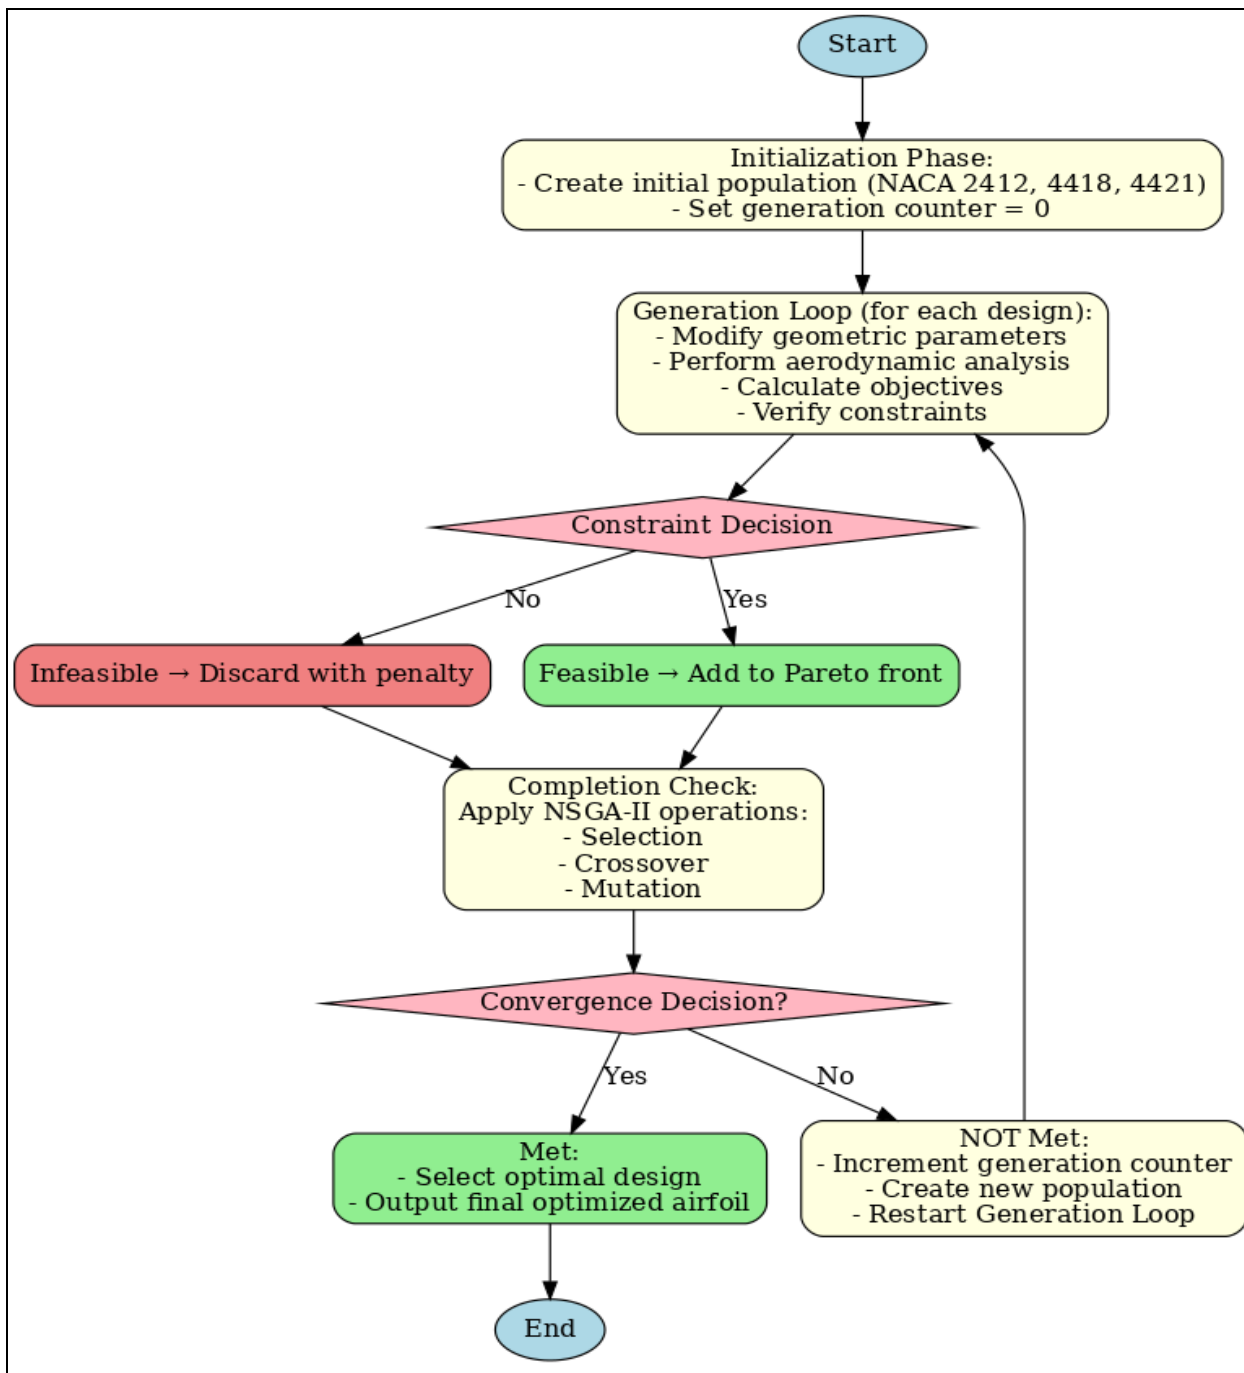 Start
Initialization Phase:
- Create initial population (NACA 2412, 4418, 4421)
- Set generation counter = 0
Generation Loop (for each design):
- Modify geometric parameters
- Perform aerodynamic analysis
- Calculate objectives
- Verify constraints
Constraint Decision
No
Yes
Infeasible → Discard with penalty
Feasible → Add to Pareto front
Completion Check:
Apply NSGA-II operations:
- Selection
- Crossover
- Mutation
Convergence Decision?
Yes
No
Met:
- Select optimal design
- Output final optimized airfoil
NOT Met:
- Increment generation counter
- Create new population
- Restart Generation Loop
End